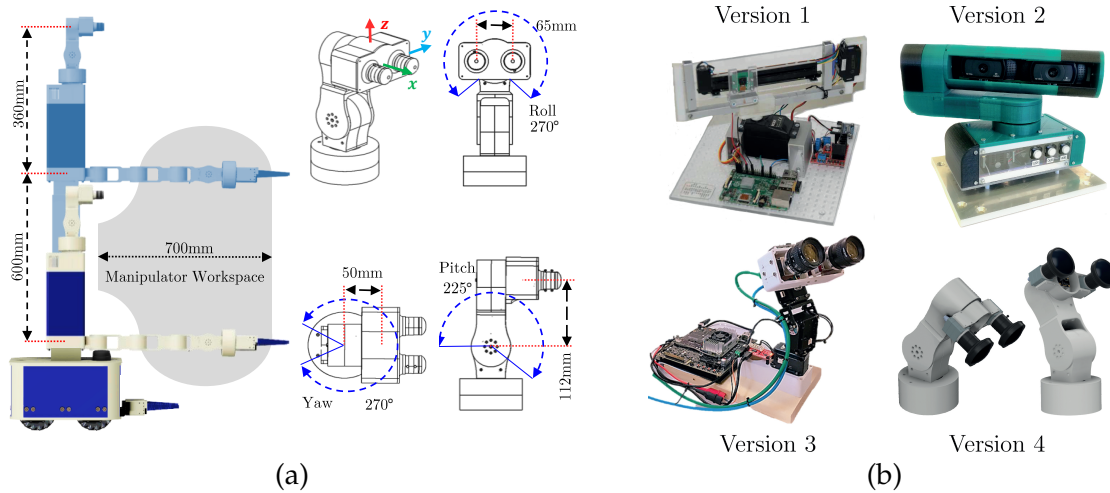 360mm
600mm
700mm
Manipulator Workspace
z
y
x
65mm
Roll
270°
50mm
Yaw
270°
Pitch
225°
112mm
(a)
Version 1
Version 2
Version 3
Version 4
(b)